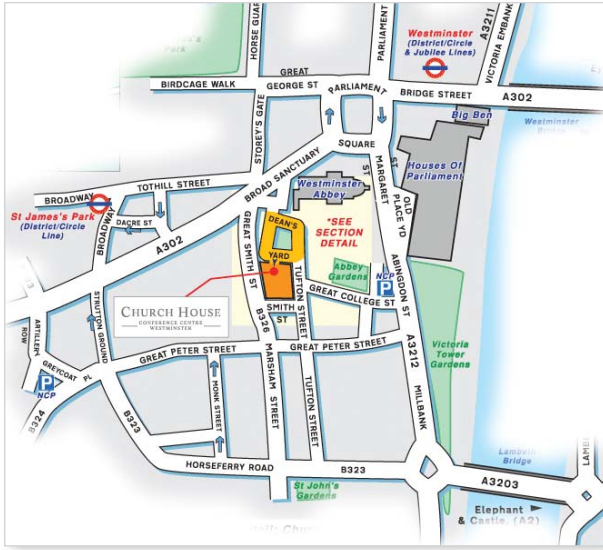 HORSE GUAR
PARLIAMENT
Westminster
(District/Circle
& Jubilee Lines)
A3211
VICTORIA EMBANK
BIRDCAGE WALK
GREAT
GEORGE ST
PARLIAMENT
BRIDGE STREET
A302
Big Ben
Westminster
STOREY'S GATE
SQUARE
BROAD SANCTUARY
Westminster
Abbey
ST
MARGARET
ST
OLD
PLACE YD
Houses Of
Parliament
BROADWAY
TOTHILL STREET
St James's Park
(District/Circle
Line)
DACRE ST
BROADWAY
A302
GREAT SMITH ST
DEAN'S
YARD
*SEE
SECTION
DETAIL
Abbey
Gardens
NCP
P
ABINGDON ST
GREAT COLLEGE ST
TUFTON STREET
SMITH
ST
CHURCH HOUSE
CONFERENCE CENTRE
WESTMINSTER
B326
STRUTTON GROUND
ARTILLERY
ROW
GREYCOAT PL
P
NCP
B324
GREAT PETER STREET
GREAT PETER STREET
A3212
Victoria
Tower
Gardens
MILLBANK
MARSHAM STREET
TUFTON STREET
MONK STREET
B323
HORSEFERRY ROAD
B323
St John's
Gardens
Lambeth
Bridge
LAMBE
A3203
Elephant
& Castle, (A2)